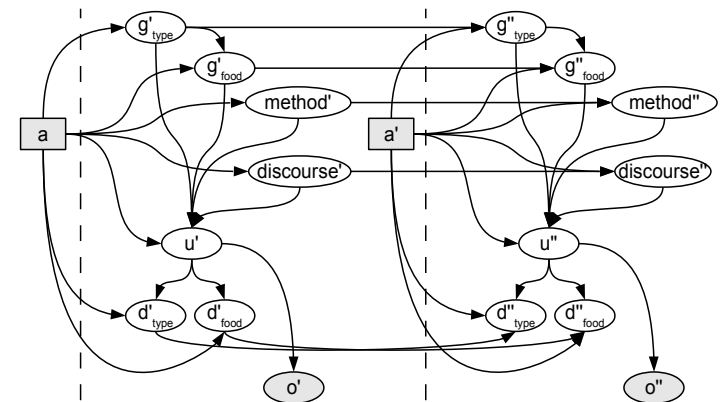 g'type
g''type
g'food
g''food
method'
method''
a
a'
discourse'
discourse''
u'
u''
d'type
d'food
d''type
d''food
o'
o''